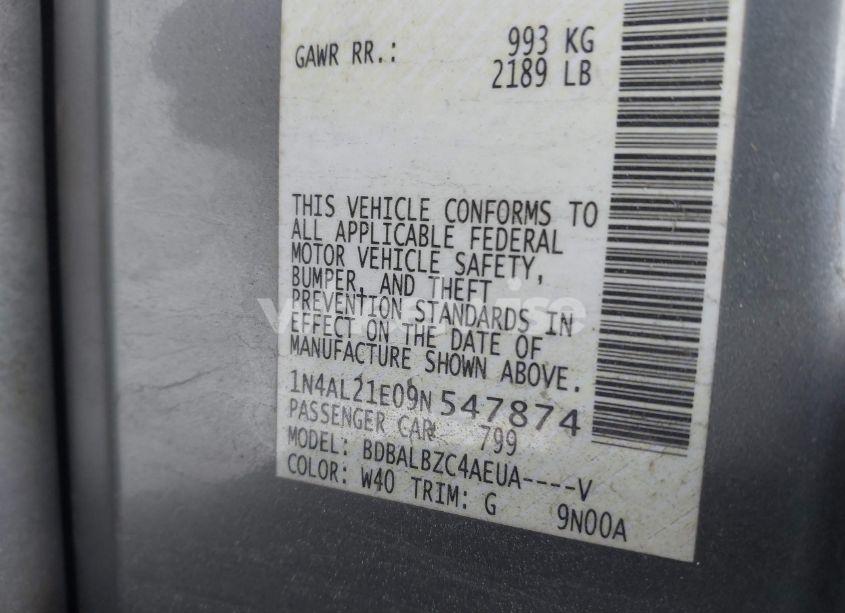 GAWR RR.: 993 KG
2189 LB
THIS VEHICLE CONFORMS TO
ALL APPLICABLE FEDERAL
MOTOR VEHICLE SAFETY,
BUMPER, AND THEFT
PREVENTION STANDARDS IN
EFFECT ON THE DATE OF
MANUFACTURE SHOWN ABOVE.
1N4AL21E09N547874
PASSENGER CAR 799
MODEL: BDBALBZC4AEUA----V
COLOR: W40 TRIM: G 9N00A